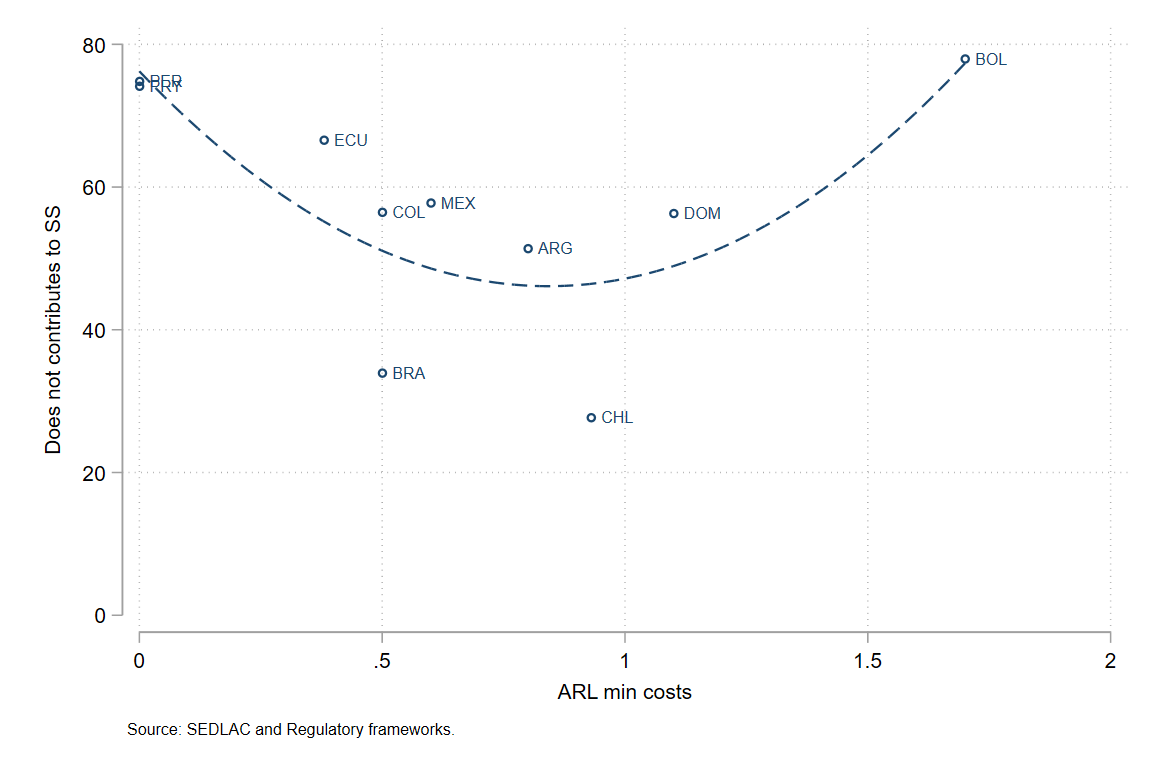 Does not contributes to SS
80
60
40
20
0
PER
PRY
ECU
COL
MEX
ARG
DOM
BOL
BRA
CHL
0 .5 1 1.5 2
ARL min costs
Source: SEDLAC and Regulatory frameworks.